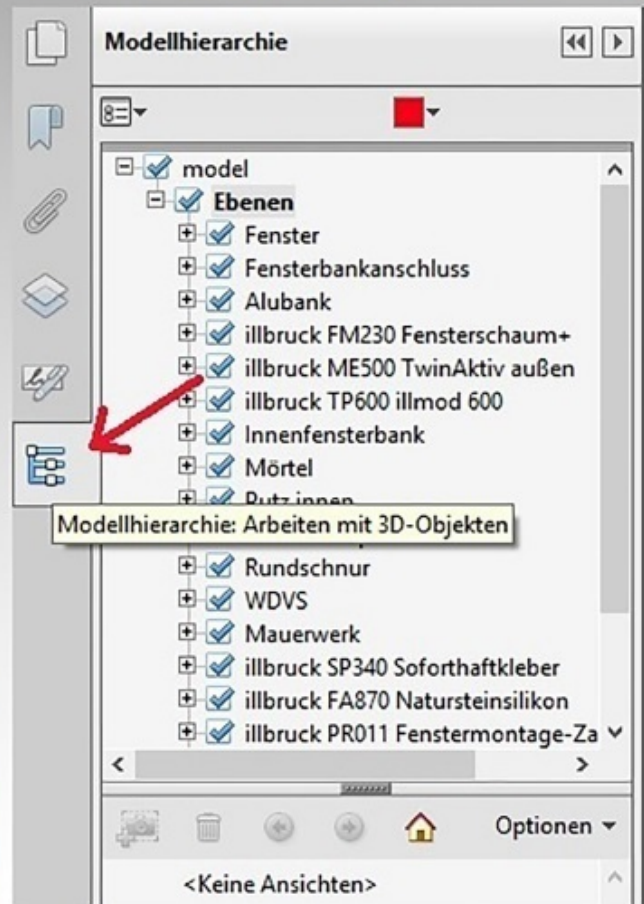 Modellhierarchie
model
Ebenen
Fenster
Fensterbankanschluss
Alubank
illbruck FM230 Fensterschaum+
illbruck ME500 TwinAktiv außen
illbruck TP600 illmod 600
Innenfensterbank
Mörtel
Putz innen
Modellhierarchie: Arbeiten mit 3D-Objekten
Rundschnur
WDVS
Mauerwerk
illbruck SP340 Soforthaftkleber
illbruck FA870 Natursteinsilikon
illbruck PR011 Fenstermontage-Za
Optionen
<Keine Ansichten>